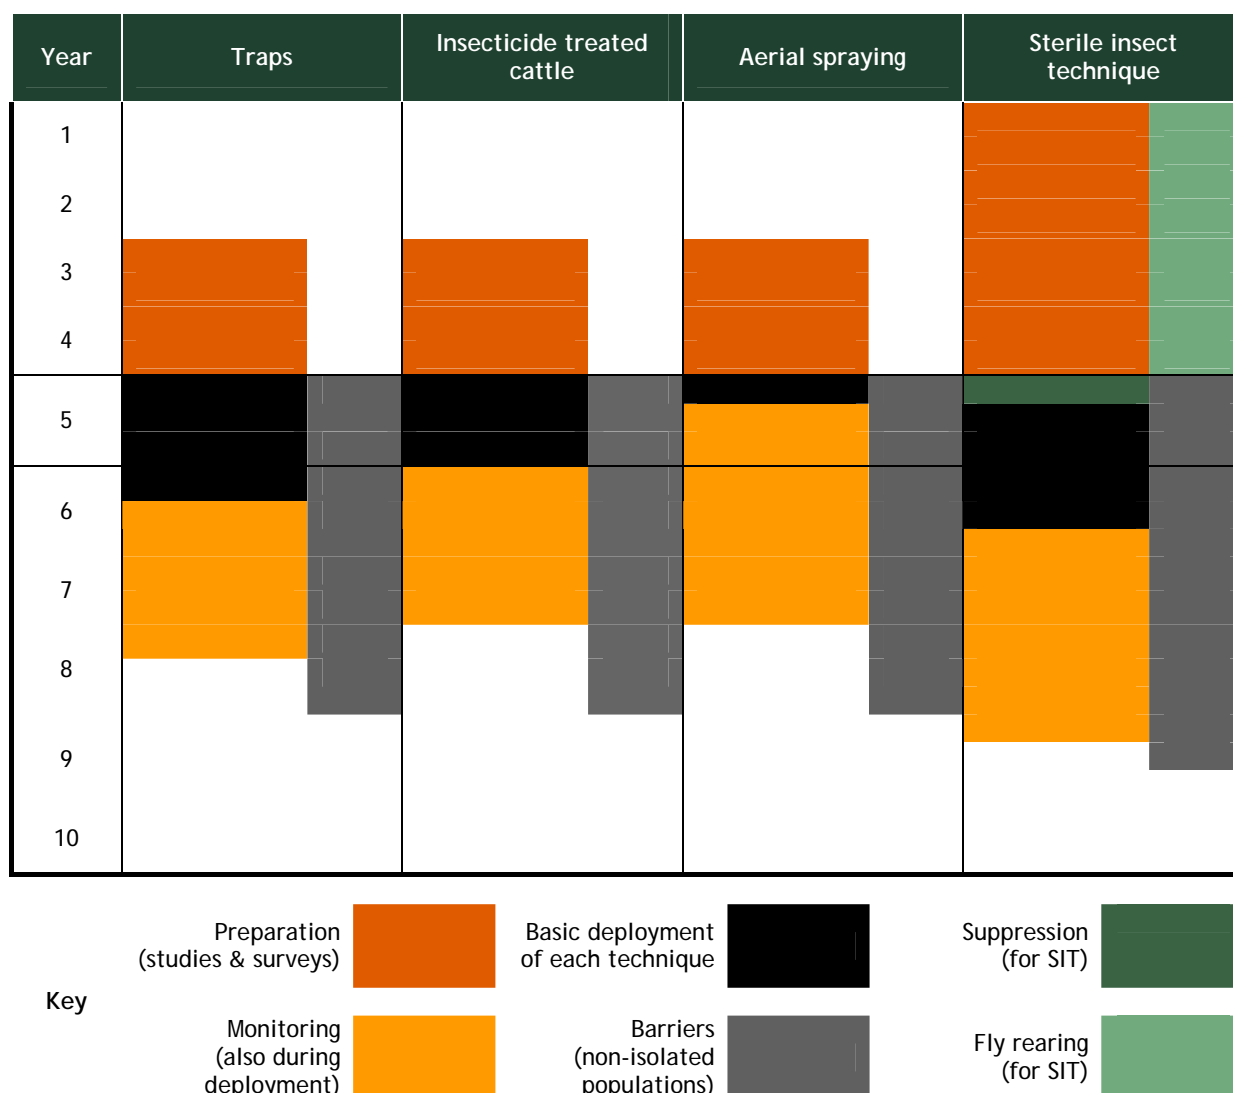 Year
Traps
Insecticide treated
cattle
Aerial spraying
Sterile insect
technique
1
2
3
4
5
6
7
8
9
10
Key
Preparation
(studies & surveys)
Basic deployment
of each technique
Suppression
(for SIT)
Monitoring
(also during
deployment)
Barriers
(non-isolated
populations)
Fly rearing
(for SIT)